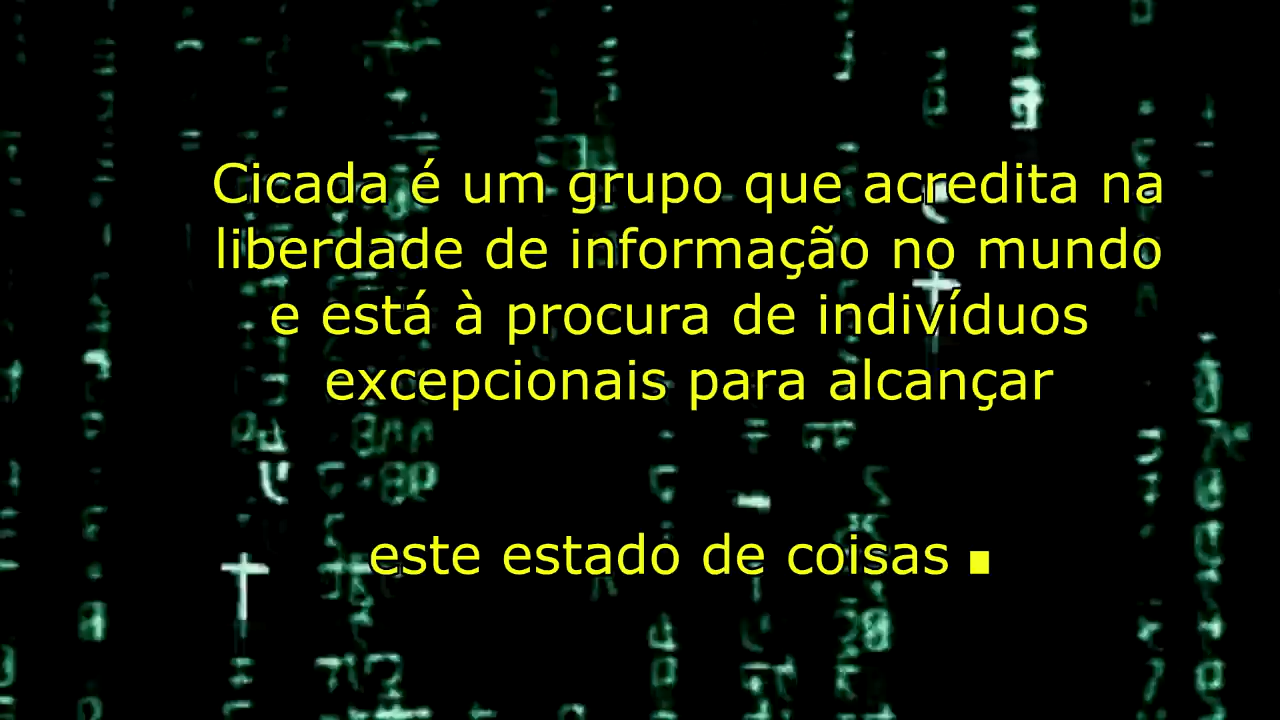 Cicada é um grupo que acredita na
liberdade de informação no mundo
e está à procura de indivíduos
excepcionais para alcançar
este estado de coisas